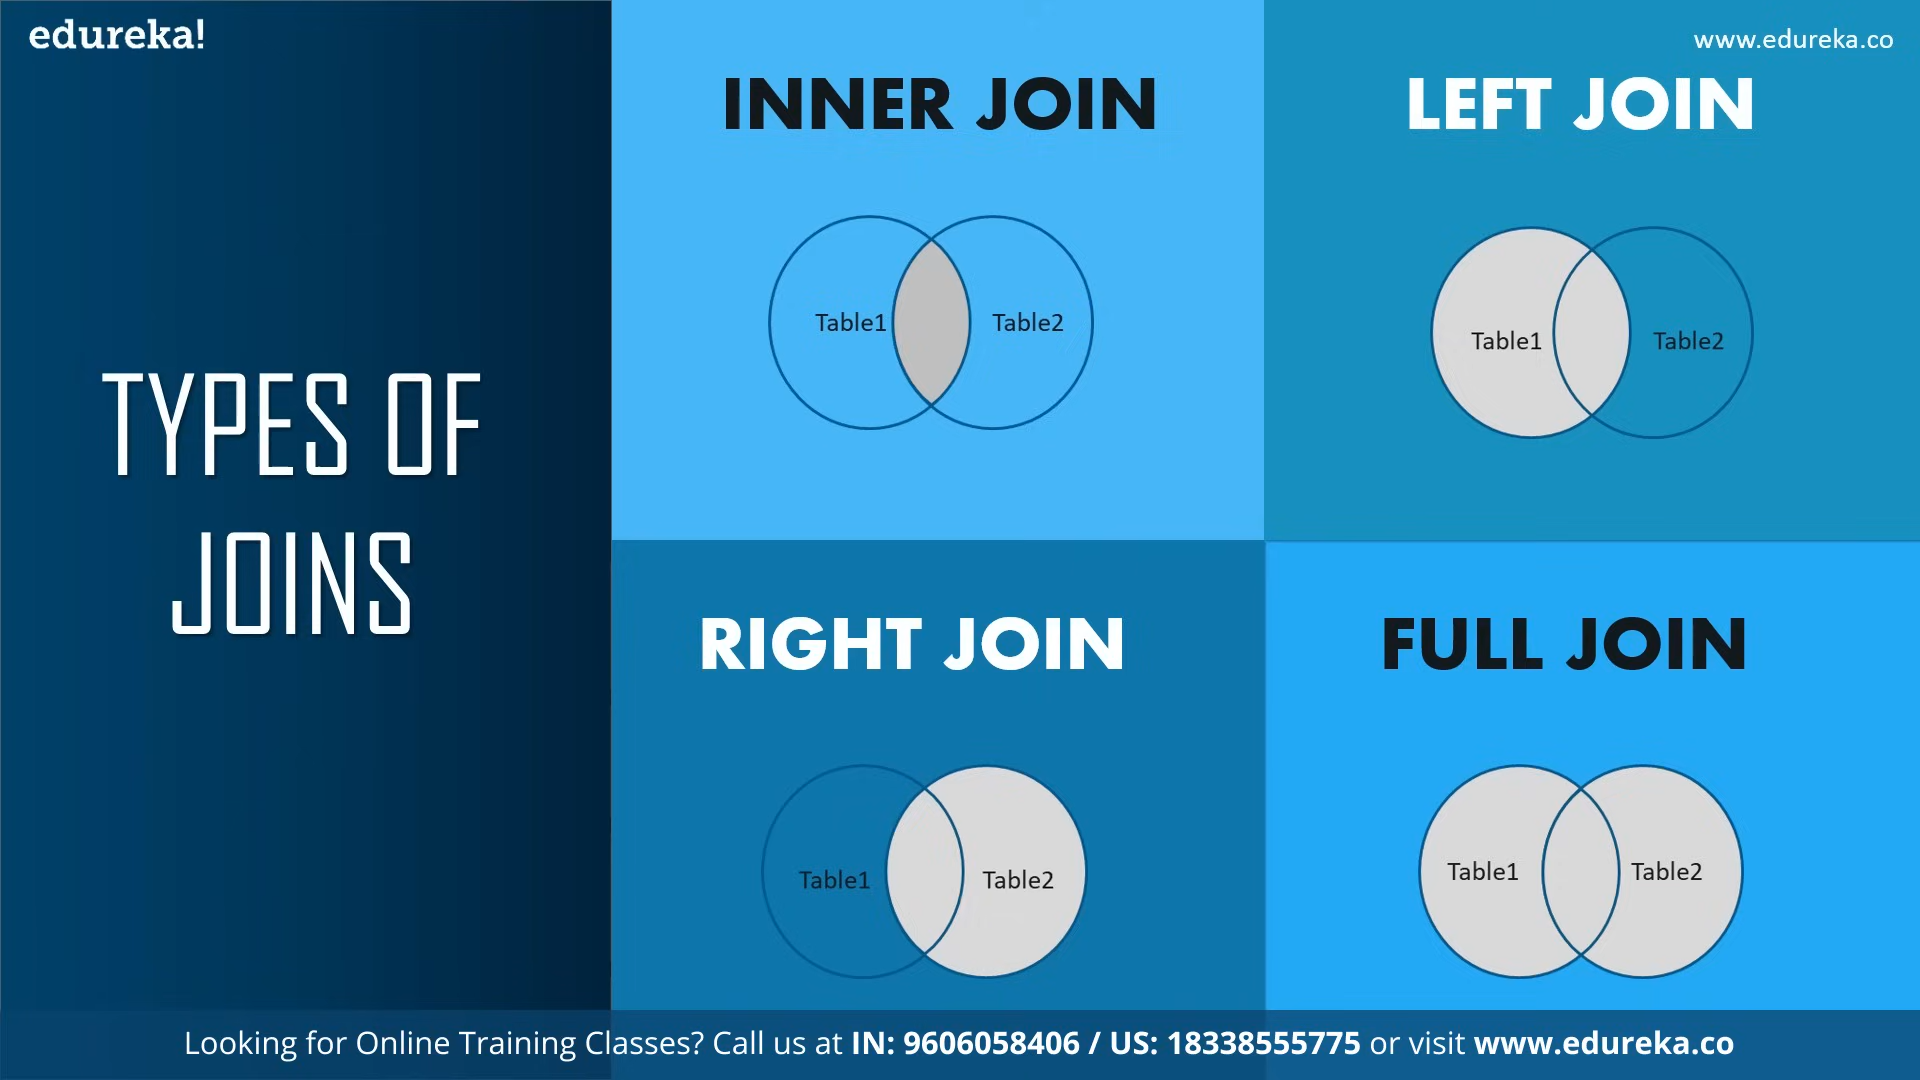 edureka!
www.edureka.co
TYPES OF
JOINS
INNER JOIN
Table1
Table2
LEFT JOIN
Table1
Table2
RIGHT JOIN
Table1
Table2
FULL JOIN
Table1
Table2
Looking for Online Training Classes? Call us at IN: 9606058406 / US: 18338555775 or visit www.edureka.co